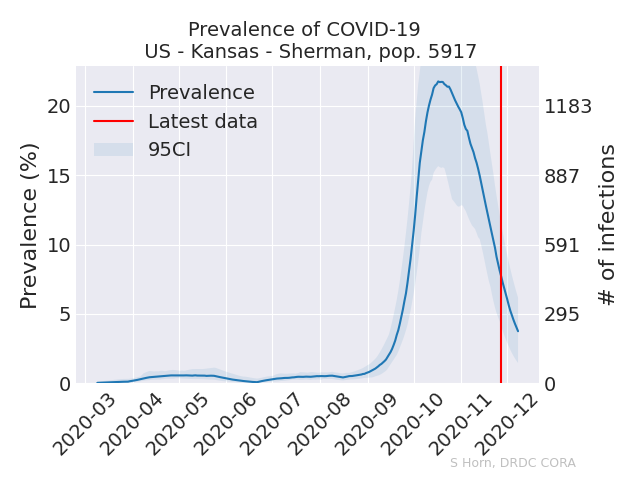 Prevalence of COVID-19
US - Kansas - Sherman, pop. 5917
Prevalence
Latest data
95CI
Prevalence (%)
20
15
10
5
0
1183
887
591
295
0
# of infections
2020-03
2020-04
2020-05
2020-06
2020-07
2020-08
2020-09
2020-10
2020-11
2020-12
S Horn, DRDC CORA